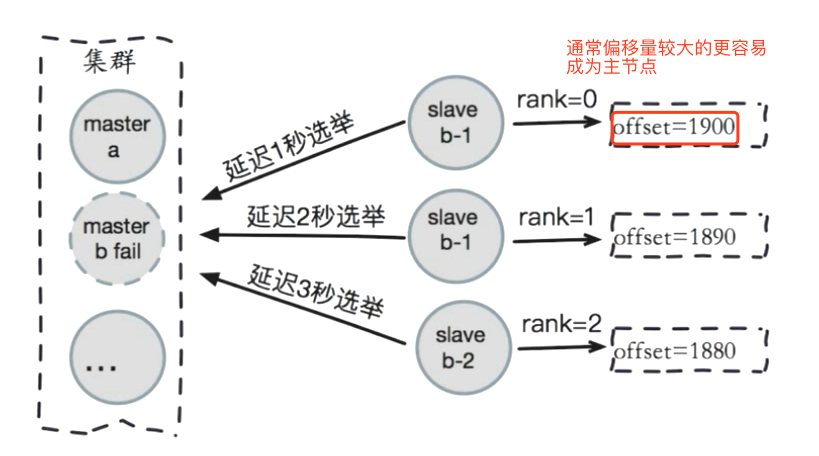 通常偏移量较大的更容易
成为主节点
集群
master
a
master
b fail
...
延迟1秒选举
延迟2秒选举
延迟3秒选举
slave
b-1
rank=0
offset=1900
slave
b-1
rank=1
offset=1890
slave
b-2
rank=2
offset=1880